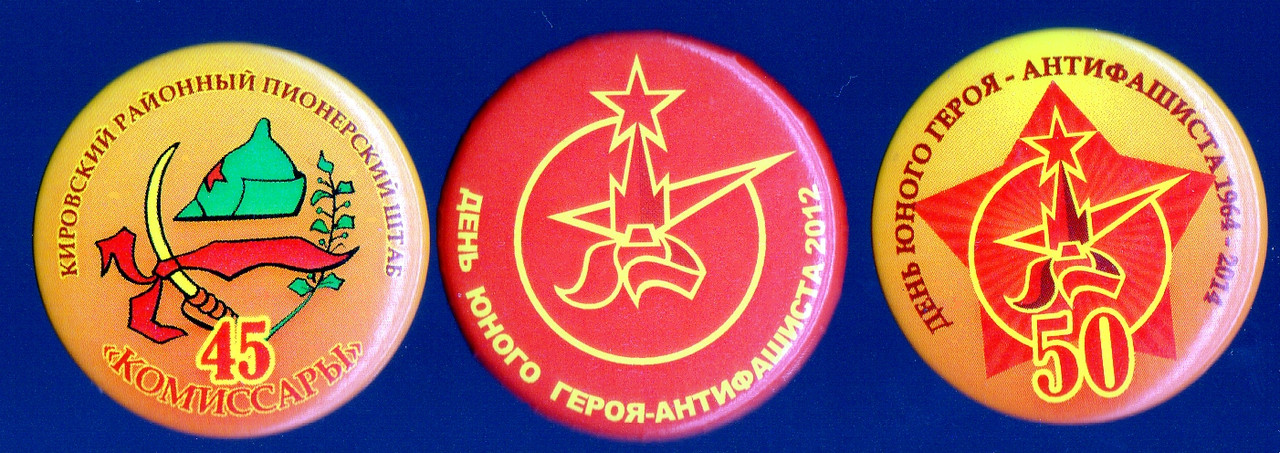 КИРОВСКИЙ РАЙОННЫЙ ПИОНЕРСКИЙ ШТАБ
45
«КОМИССАРЫ»
ДЕНЬ ЮНОГО ГЕРОЯ-АНТИФАШИСТА 2012
ДЕНЬ ЮНОГО ГЕРОЯ - АНТИФАШИСТА 1964 - 2014
50